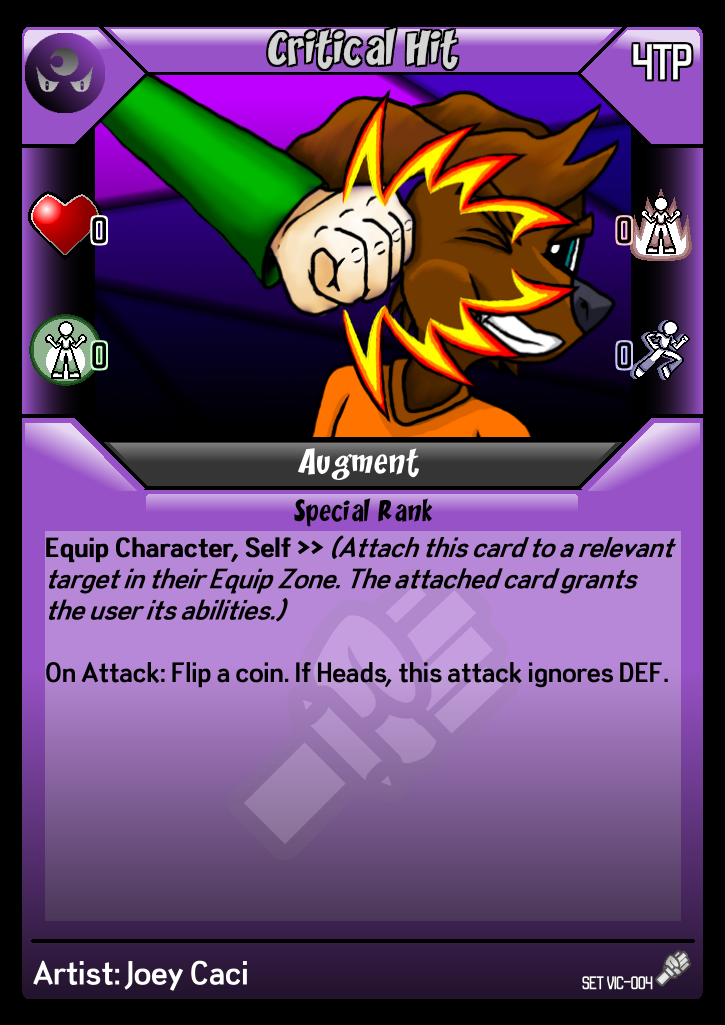 Critical Hit
4TP
0
0
0
0
Augment
Special Rank
Equip Character, Self >> (Attach this card to a relevant
target in their Equip Zone. The attached card grants
the user its abilities.)
On Attack: Flip a coin. If Heads, this attack ignores DEF.
Artist: Joey Caci
SET VIC-004